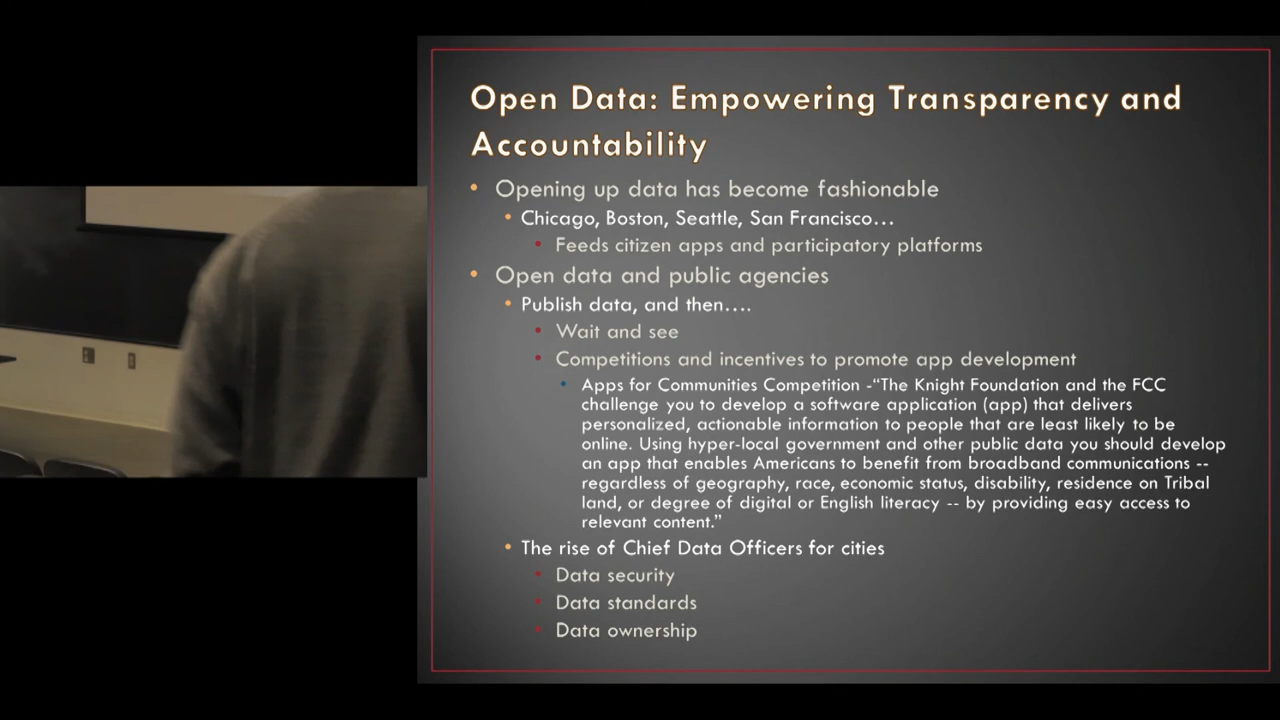 Open Data: Empowering Transparency and
Accountability
• Opening up data has become fashionable
• Chicago, Boston, Seattle, San Francisco…
• Feeds citizen apps and participatory platforms
• Open data and public agencies
• Publish data, and then….
• Wait and see
• Competitions and incentives to promote app development
• Apps for Communities Competition -“The Knight Foundation and the FCC
challenge you to develop a software application (app) that delivers
personalized, actionable information to people that are least likely to be
online. Using hyper-local government and other public data you should develop
an app that enables Americans to benefit from broadband communications --
regardless of geography, race, economic status, disability, residence on Tribal
land, or degree of digital or English literacy -- by providing easy access to
relevant content.”
• The rise of Chief Data Officers for cities
• Data security
• Data standards
• Data ownership